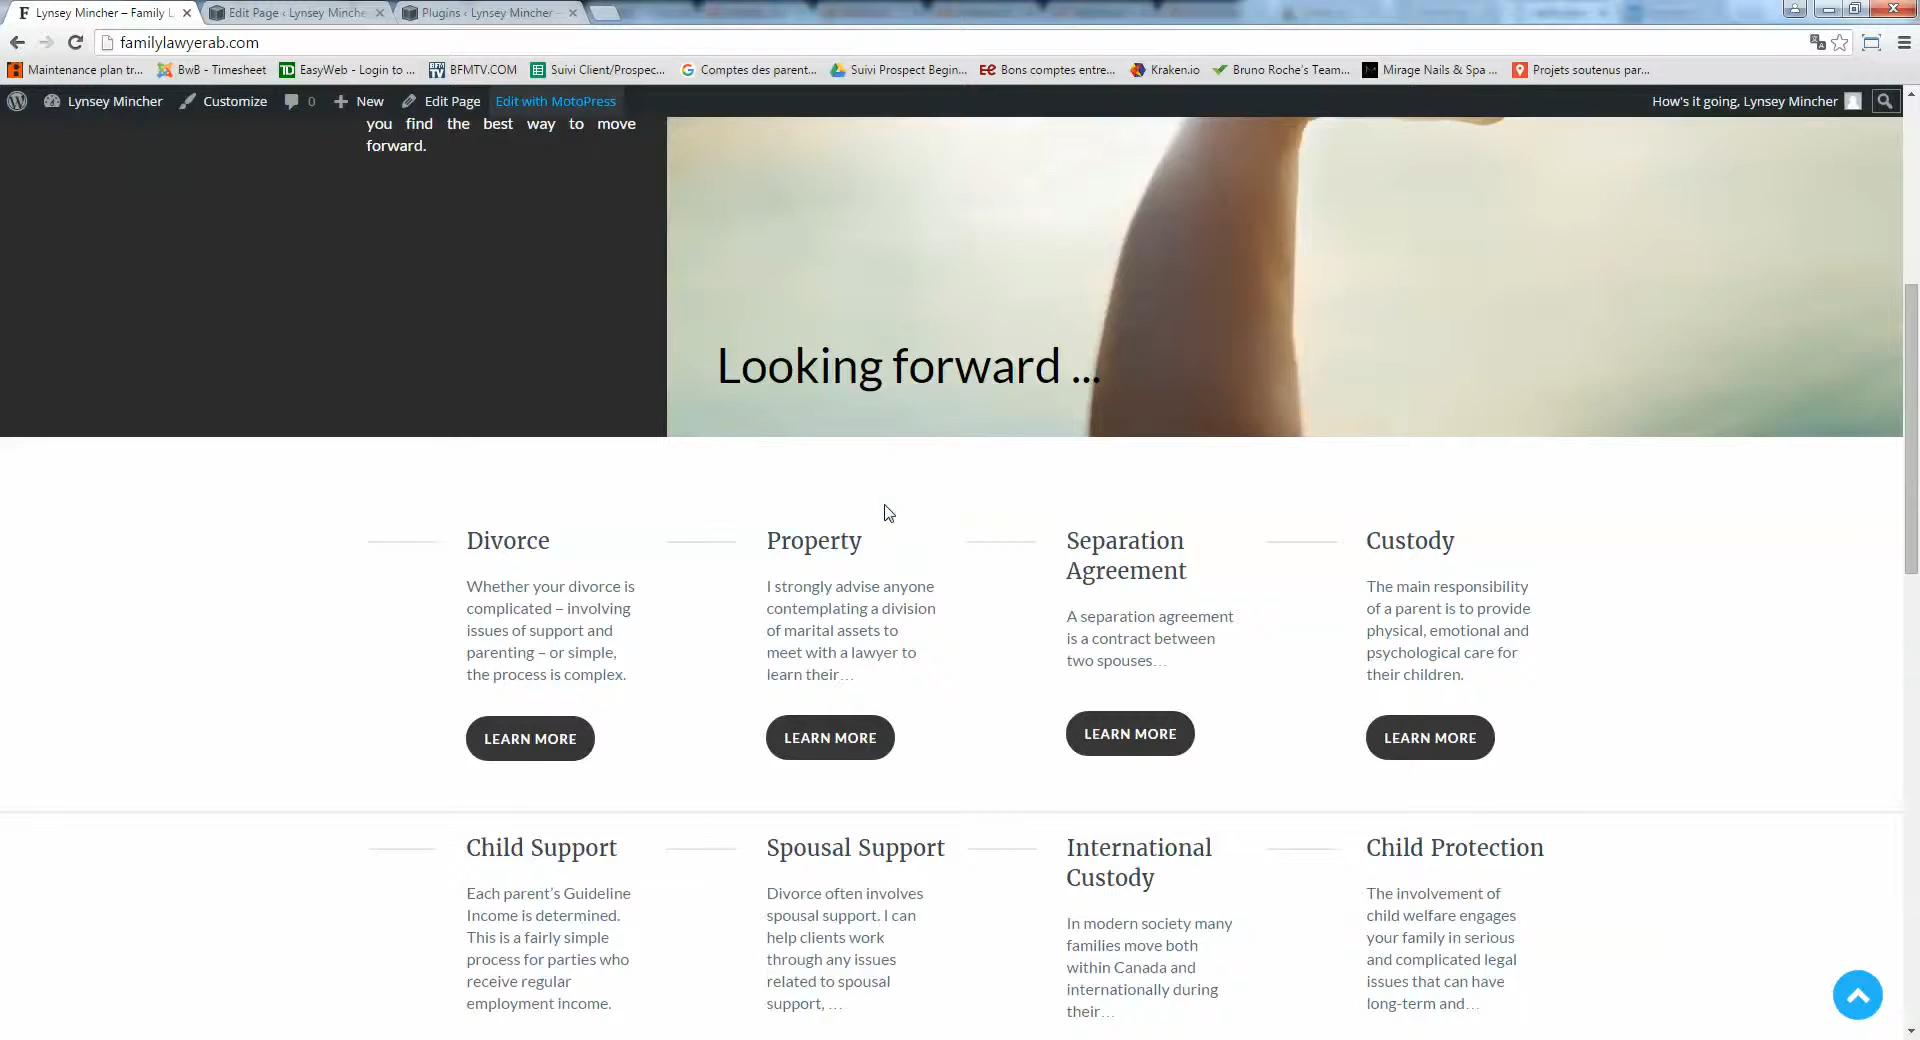 Lynsey Mincher – Family L
Edit Page ‹ Lynsey Minche
Plugins ‹ Lynsey Mincher —
familylawyerab.com
Maintenance plan tr...
BwB - Timesheet
EasyWeb - Login to ...
BFMTV.COM
Suivi Client/Prospec...
Comptes des parent...
Suivi Prospect Begin...
Bons comptes entre...
Kraken.io
Bruno Roche's Team...
Mirage Nails & Spa ...
Projets soutenus par...
Lynsey Mincher
Customize
0
New
Edit Page
Edit with MotoPress
How's it going, Lynsey Mincher
you find the best way to move
forward.
Looking forward ...
Divorce
Whether your divorce is
complicated – involving
issues of support and
parenting – or simple,
the process is complex.
LEARN MORE
Property
I strongly advise anyone
contemplating a division
of marital assets to
meet with a lawyer to
learn their…
LEARN MORE
Separation
Agreement
A separation agreement
is a contract between
two spouses…
LEARN MORE
Custody
The main responsibility
of a parent is to provide
physical, emotional and
psychological care for
their children.
LEARN MORE
Child Support
Each parent’s Guideline
Income is determined.
This is a fairly simple
process for parties who
receive regular
employment income.
Spousal Support
Divorce often involves
spousal support. I can
help clients work
through any issues
related to spousal
support, …
International
Custody
In modern society many
families move both
within Canada and
internationally during
their…
Child Protection
The involvement of
child welfare engages
your family in serious
and complicated legal
issues that can have
long-term and…